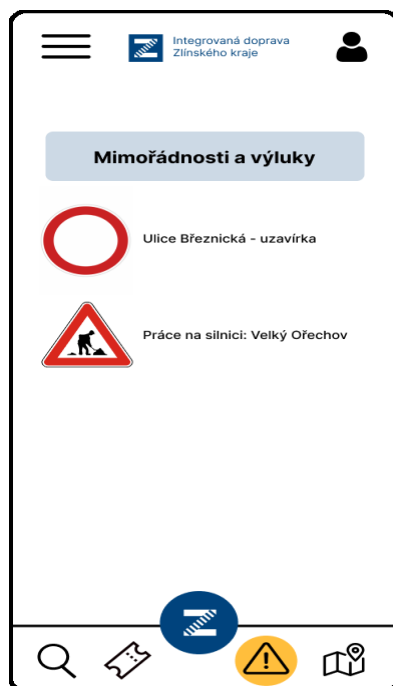 Integrovaná doprava
Zlínského kraje
Mimořádnosti a výluky
Ulice Březnická - uzavírka
Práce na silnici: Velký Ořechov